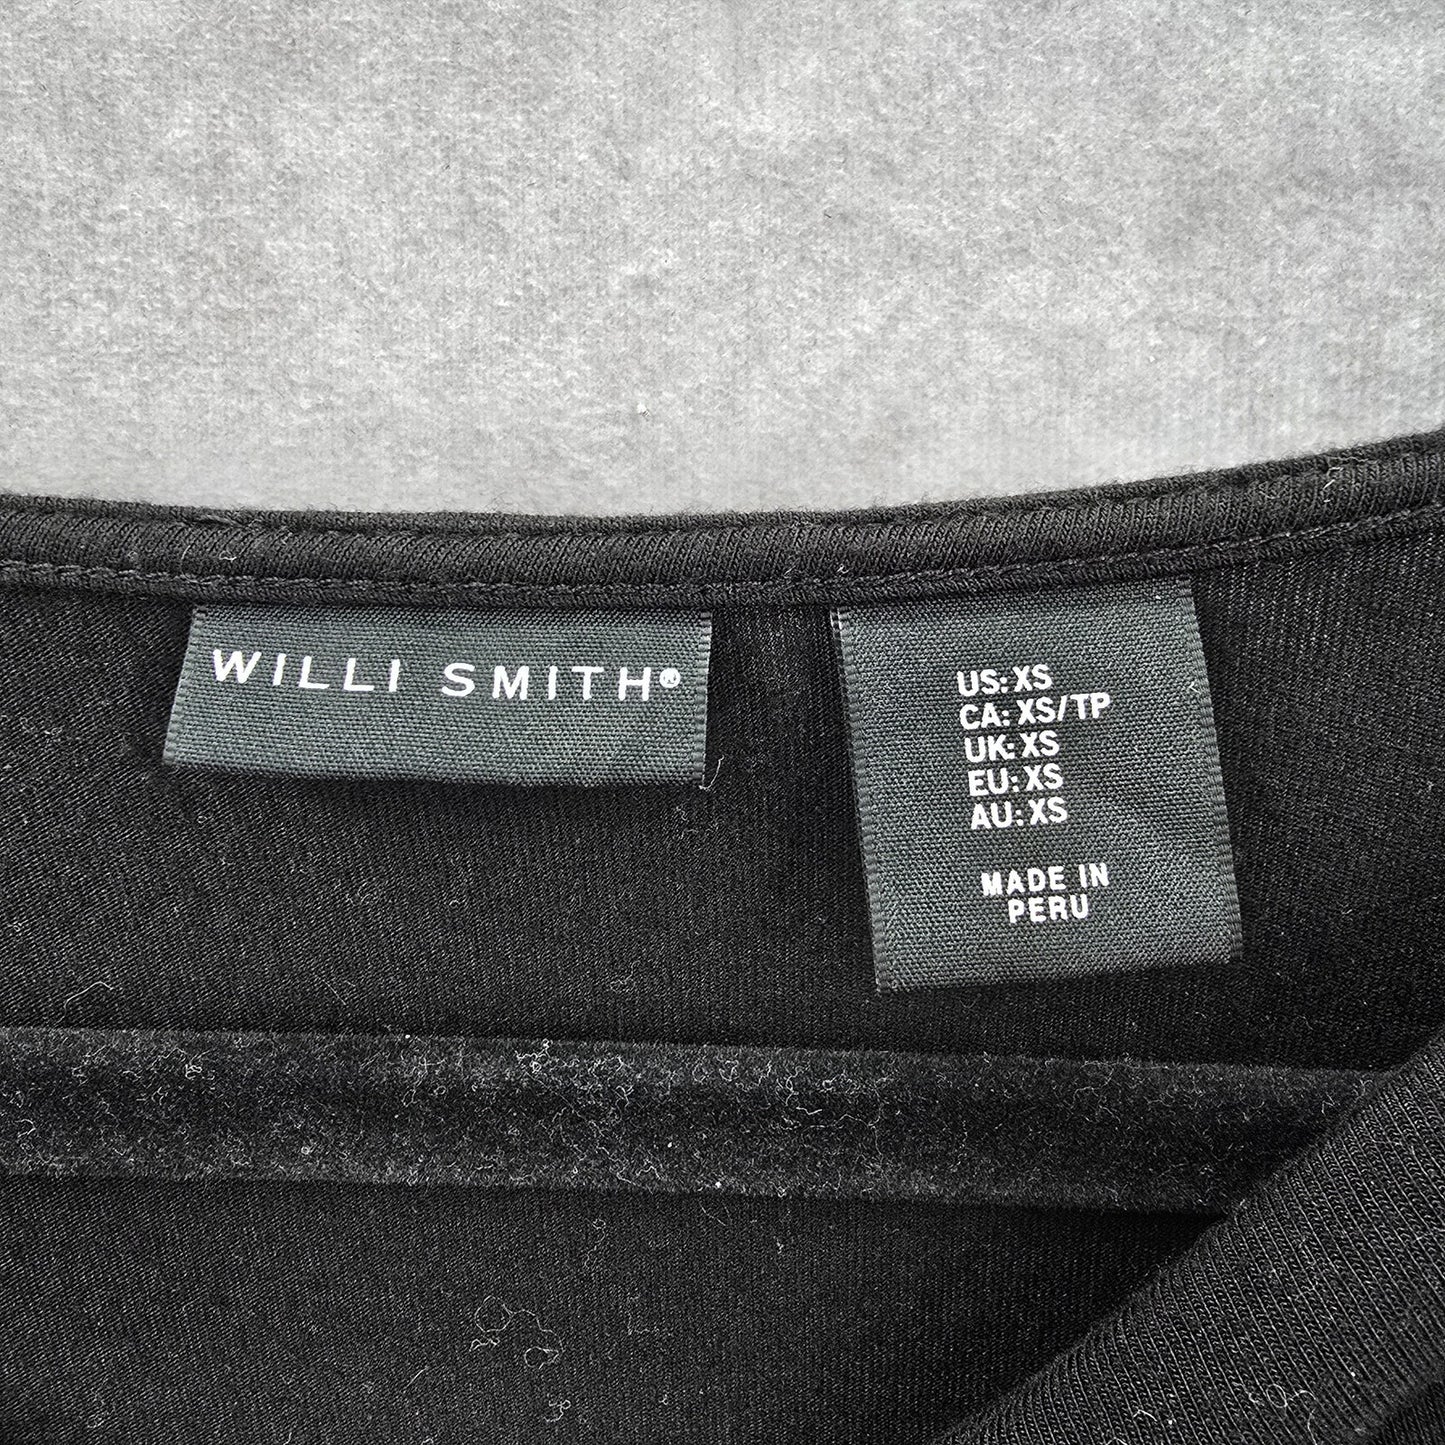 WILLI SMITH®
US: XS
CA: XS/TP
UK: XS
EU: XS
AU: XS
MADE IN
PERU